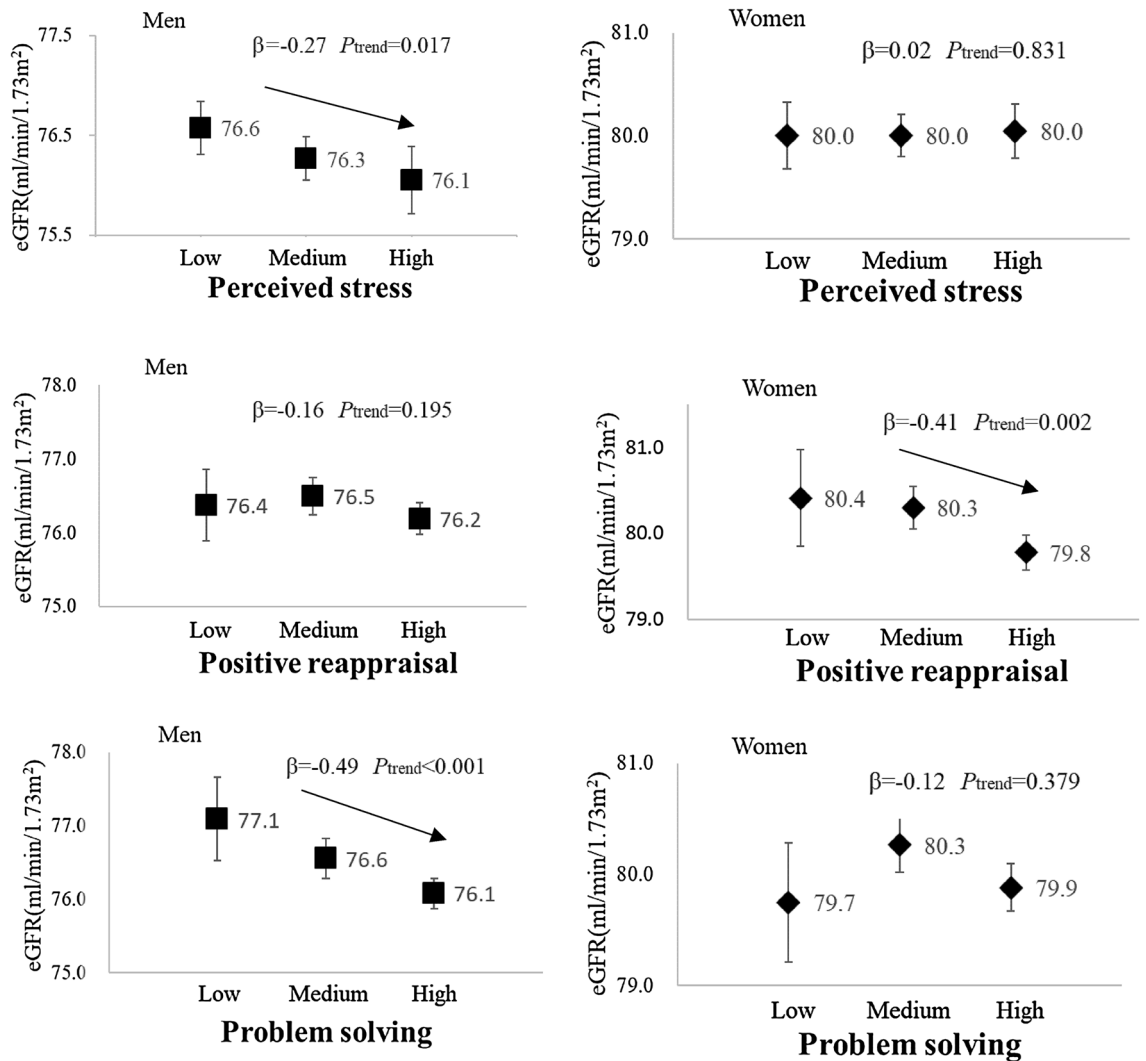 Men
β=-0.27 Ptrend=0.017
eGFR(ml/min/1.73m²)
77.5
76.5
75.5
76.6
76.3
76.1
Low Medium High
Perceived stress
Women
β=0.02 Ptrend=0.831
eGFR(ml/min/1.73m²)
81.0
80.0
79.0
80.0
80.0
80.0
Low Medium High
Perceived stress
Men
β=-0.16 Ptrend=0.195
eGFR(ml/min/1.73m²)
78.0
77.0
76.0
75.0
76.4
76.5
76.2
Low Medium High
Positive reappraisal
Women
β=-0.41 Ptrend=0.002
eGFR(ml/min/1.73m²)
81.0
80.0
79.0
80.4
80.3
79.8
Low Medium High
Positive reappraisal
Men
β=-0.49 Ptrend<0.001
eGFR(ml/min/1.73m²)
78.0
77.0
76.0
75.0
77.1
76.6
76.1
Low Medium High
Problem solving
Women
β=-0.12 Ptrend=0.379
eGFR(ml/min/1.73m²)
81.0
80.0
79.0
79.7
80.3
79.9
Low Medium High
Problem solving